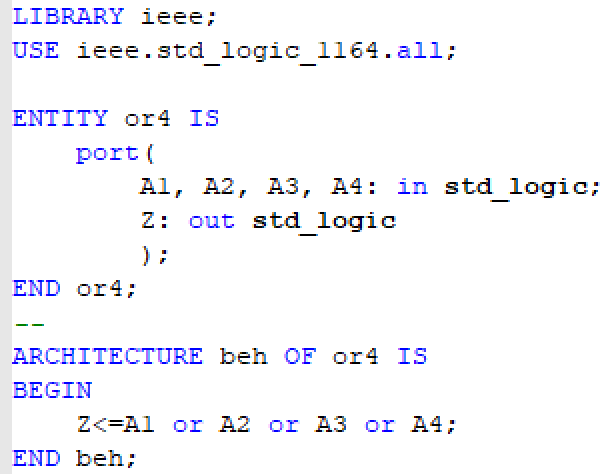 LIBRARY ieee;
USE ieee.std_logic_1164.all;
ENTITY or4 IS
port(
A1, A2, A3, A4: in std_logic;
Z: out std_logic
);
END or4;
--
ARCHITECTURE beh OF or4 IS
BEGIN
Z<=A1 or A2 or A3 or A4;
END beh;